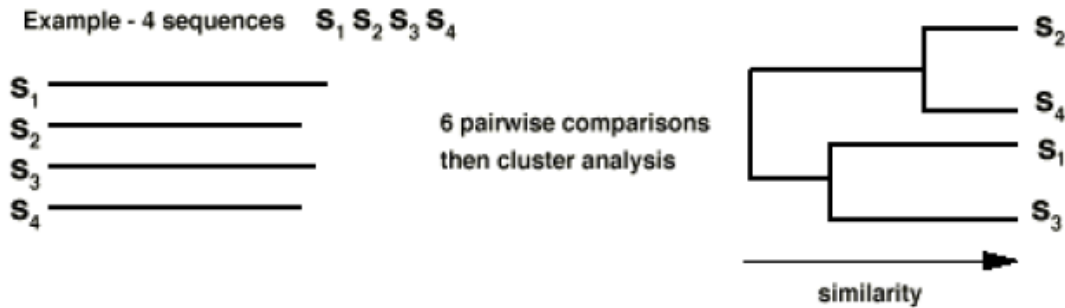 Example - 4 sequences S₁ S₂ S₃ S₄
S₁
S₂
S₃
S₄
6 pairwise comparisons
then cluster analysis
S₂
S₄
S₁
S₃
similarity